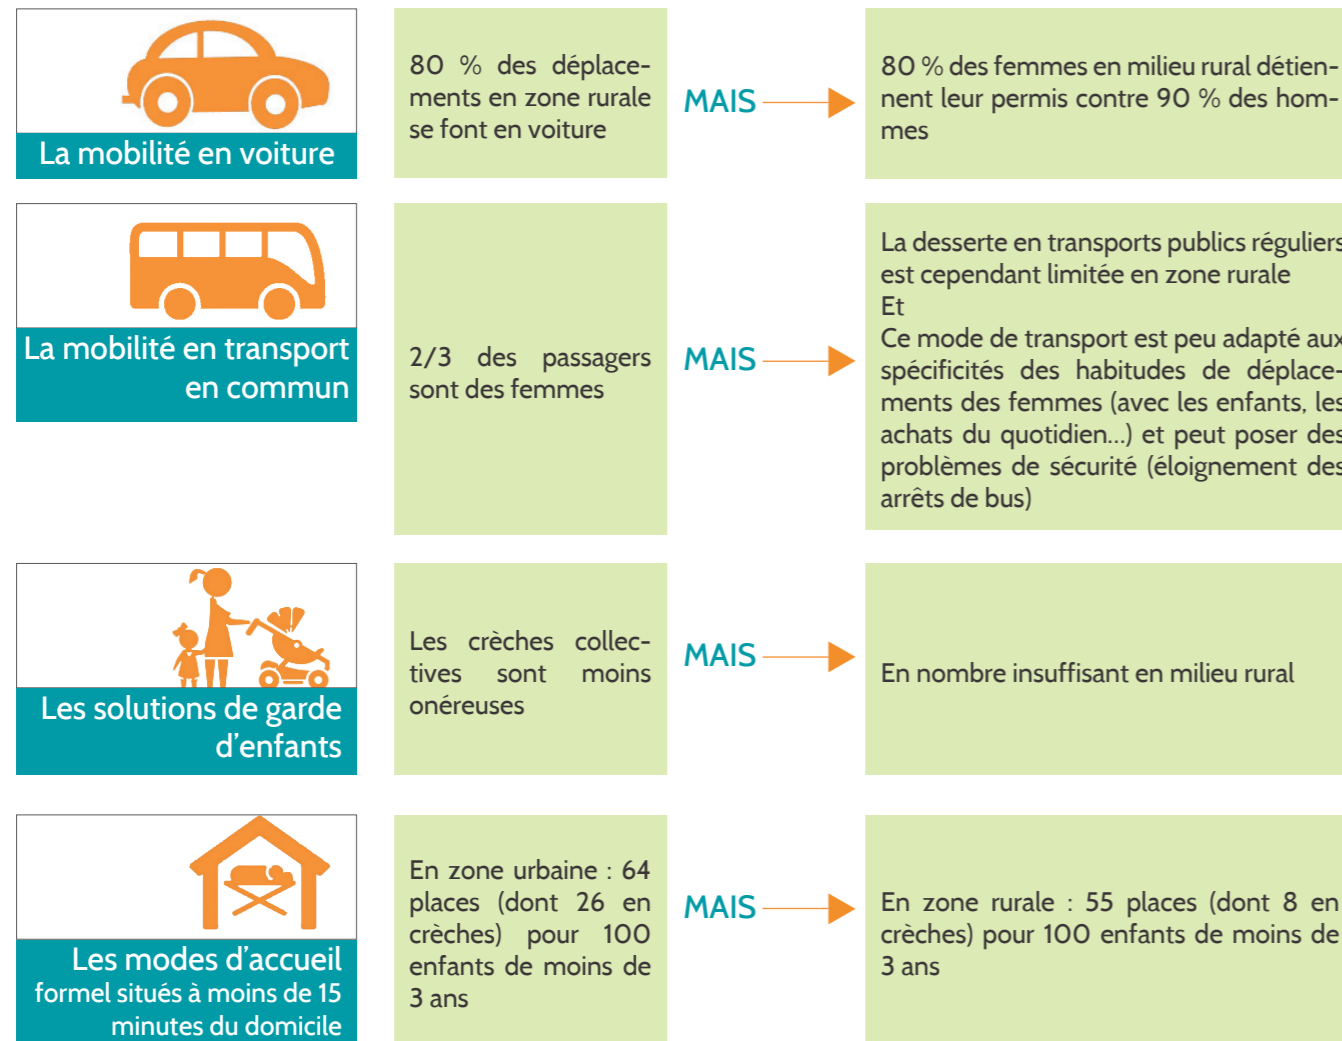 La mobilité en voiture
80 % des déplace-
ments en zone rurale
se font en voiture
MAIS
80 % des femmes en milieu rural détien-
nent leur permis contre 90 % des hom-
mes
La mobilité en transport
en commun
2/3 des passagers
sont des femmes
MAIS
La desserte en transports publics réguliers
est cependant limitée en zone rurale
Et
Ce mode de transport est peu adapté aux
spécificités des habitudes de déplace-
ments des femmes (avec les enfants, les
achats du quotidien...) et peut poser des
problèmes de sécurité (éloignement des
arrêts de bus)
Les solutions de garde
d'enfants
Les crèches collec-
tives sont moins
onéreuses
MAIS
En nombre insuffisant en milieu rural
Les modes d'accueil
formel situés à moins de 15
minutes du domicile
En zone urbaine : 64
places (dont 26 en
crèches) pour 100
enfants de moins de
3 ans
MAIS
En zone rurale : 55 places (dont 8 en
crèches) pour 100 enfants de moins de
3 ans